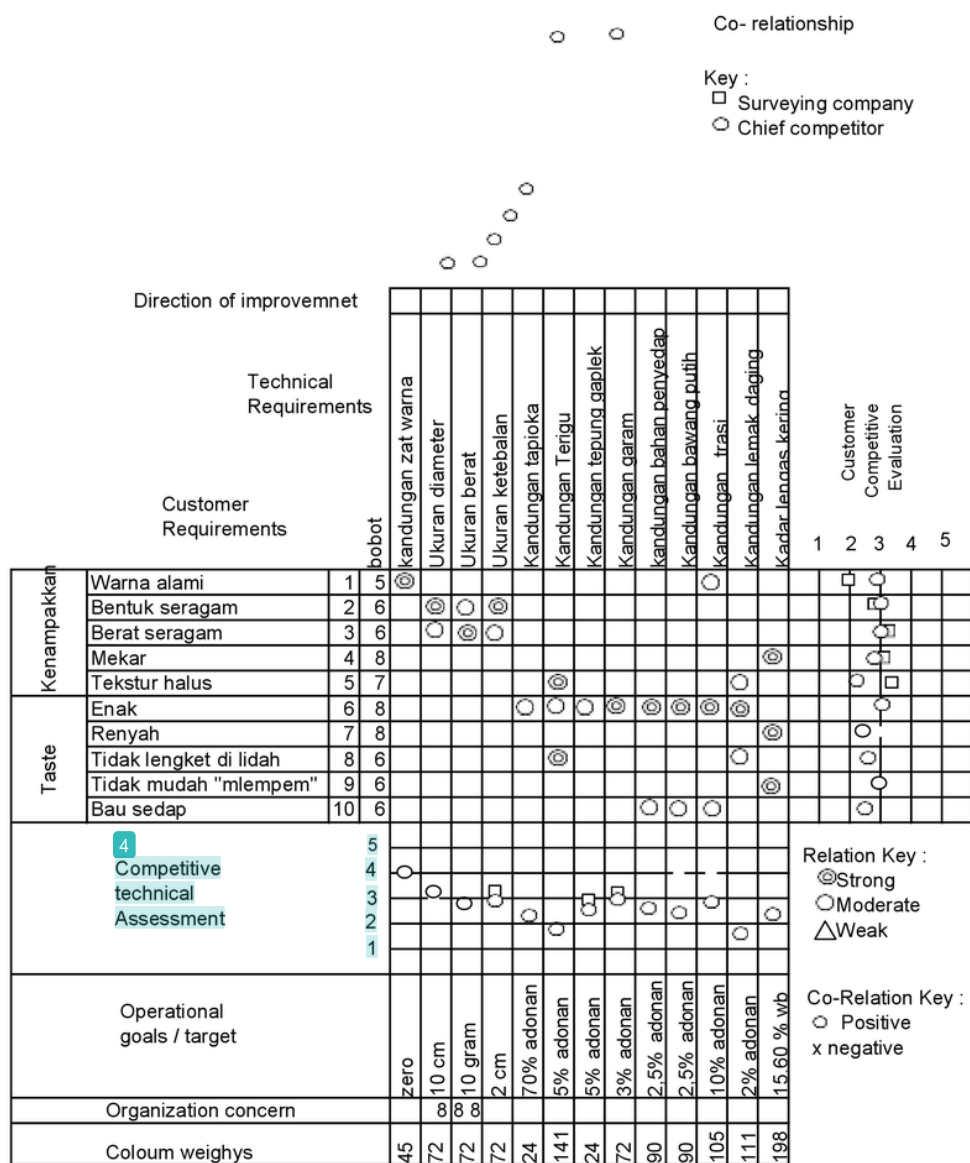 Co- relationship
Key :
Surveying company
Chief competitor
Direction of improvemnet
Technical
Requirements
Customer
Requirements
bobot
kandungan zat warna
Ukuran diameter
Ukuran berat
Ukuran ketebalan
Kandungan tapioka
Kandungan Terigu
Kandungan tepung gaplek
Kandungan garam
kandungan bahan penyedap
Kandungan bawang putih
Kandungan trasi
Kandungan lemak daging
Kadar lengas kering
Customer
Competitive
Evaluation
1 2 3 4 5
Kenampakkan
Warna alami 1 5
Bentuk seragam 2 6
Berat seragam 3 6
Mekar 4 8
Tekstur halus 5 7
Taste
Enak 6 8
Renyah 7 8
Tidak lengket di lidah 8 6
Tidak mudah "mlempem" 9 6
Bau sedap 10 6
4
Competitive
technical
Assessment
5
4
3
2
1
Relation Key :
Strong
Moderate
Weak
Operational
goals / target
zero
10 cm
10 gram
2 cm
70% adonan
5% adonan
5% adonan
3% adonan
2,5% adonan
2,5% adonan
10% adonan
2% adonan
15.60 % wb
Co-Relation Key :
Positive
x negative
Organization concern 8 8 8
Coloum weighys 45 72 72 72 24 141 24 72 90 90 105 111 198